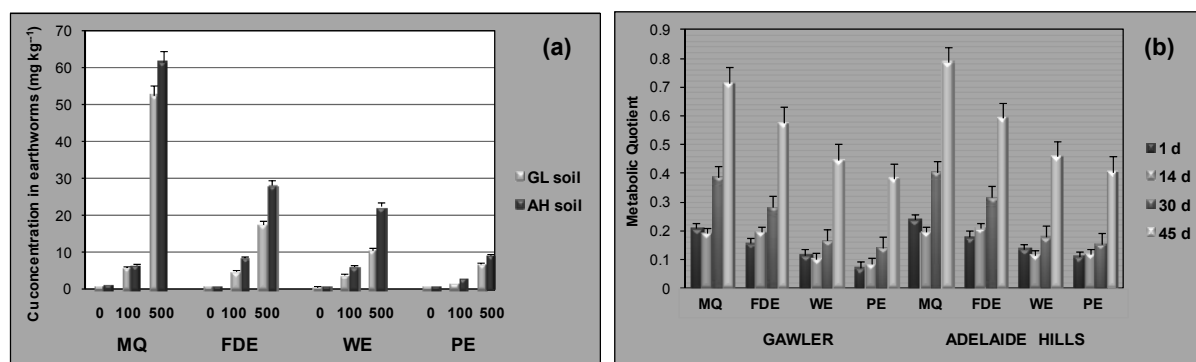 (a)
Cu concentration in earthworms (mg kg⁻¹)
70
60
50
40
30
20
10
0
GL soil
AH soil
0 100 500 0 100 500 0 100 500 0 100 500
MQ FDE WE PE
(b)
Metabolic Quotient
0.9
0.8
0.7
0.6
0.5
0.4
0.3
0.2
0.1
0
1 d
14 d
30 d
45 d
MQ FDE WE PE MQ FDE WE PE
GAWLER ADELAIDE HILLS